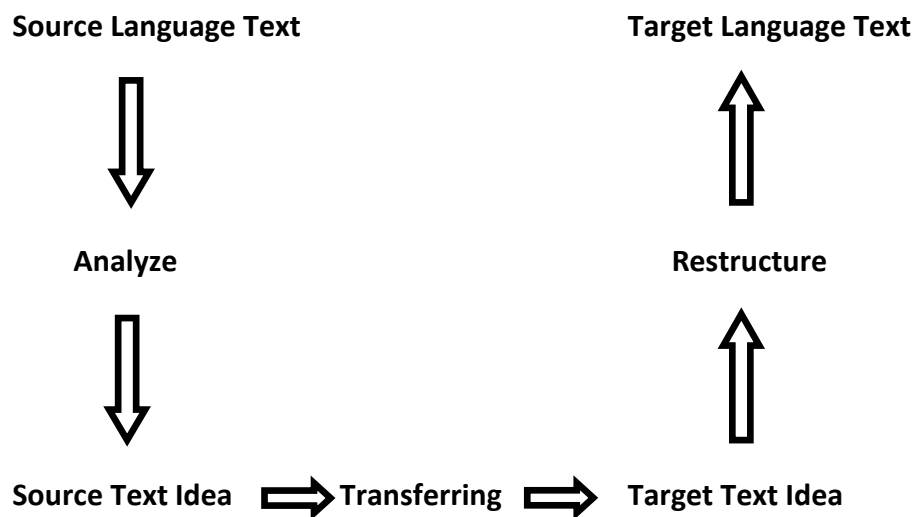 Source Language Text
Target Language Text
Analyze
Restructure
Source Text Idea
Transferring
Target Text Idea